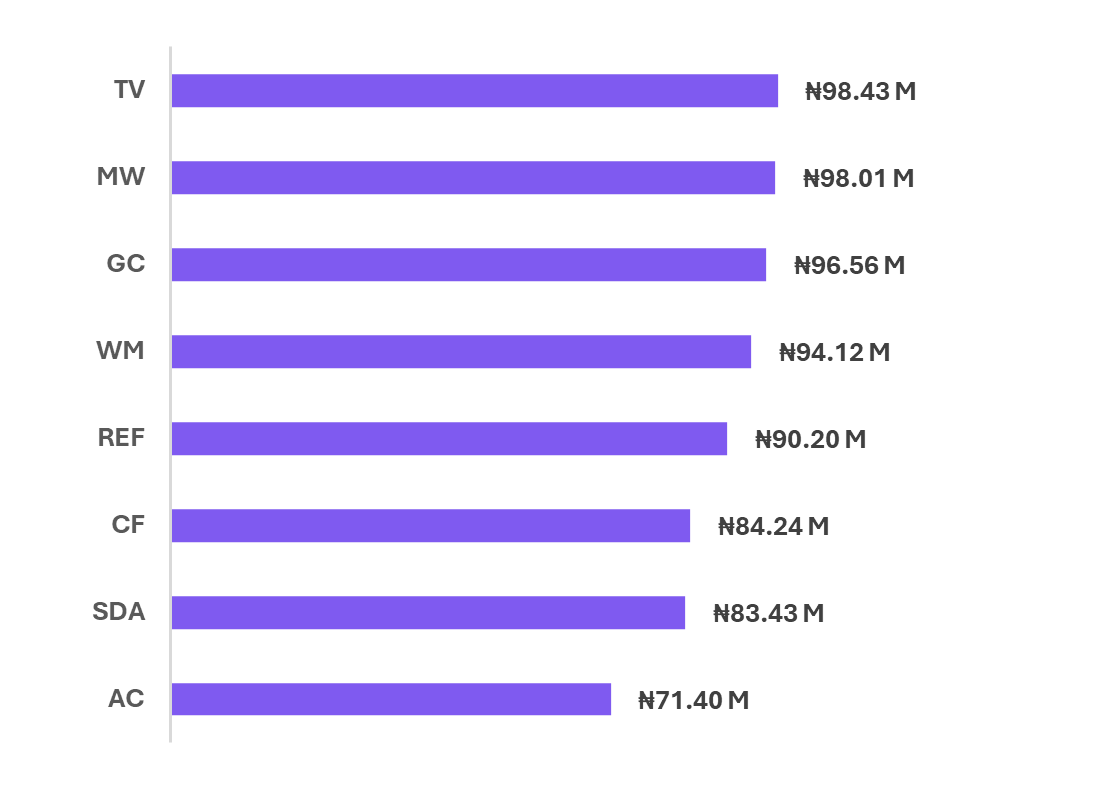 TV ₦98.43 M
MW ₦98.01 M
GC ₦96.56 M
WM ₦94.12 M
REF ₦90.20 M
CF ₦84.24 M
SDA ₦83.43 M
AC ₦71.40 M